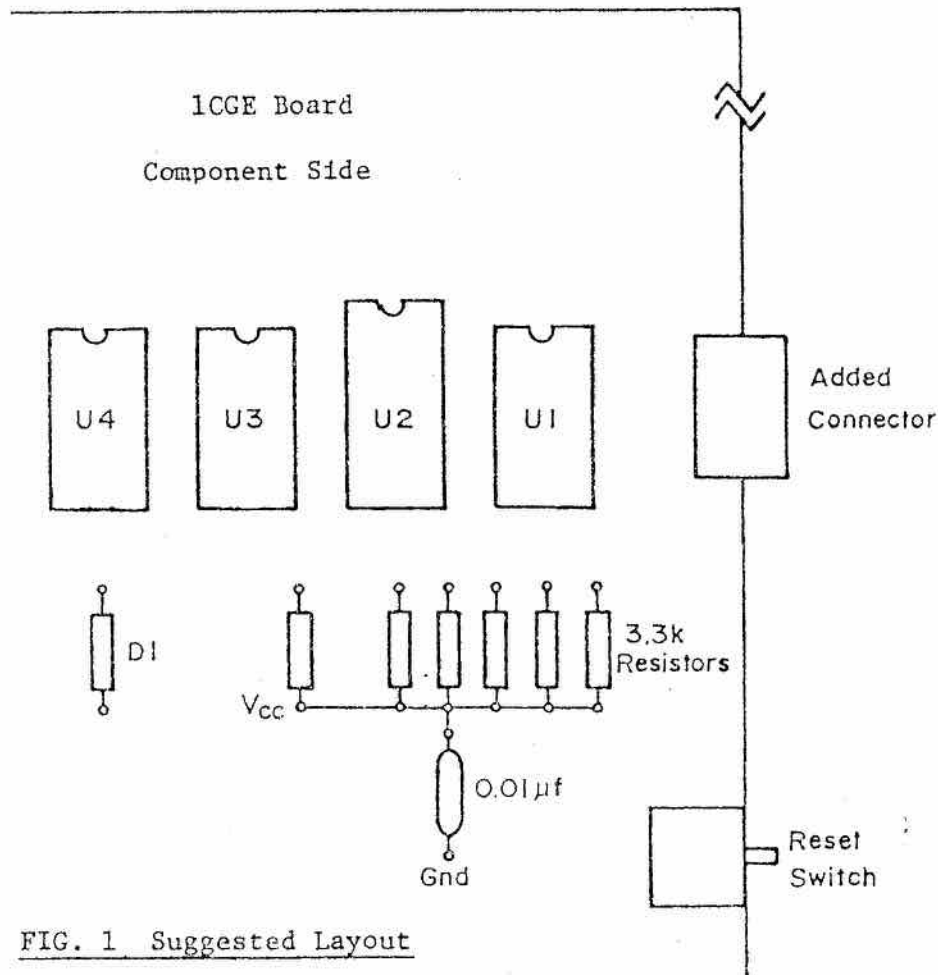 1CGE Board
Component Side
U4
U3
U2
U1
Added
Connector
D1
3.3k
Resistors
Vcc
0.01µf
Gnd
Reset
Switch
FIG. 1 Suggested Layout